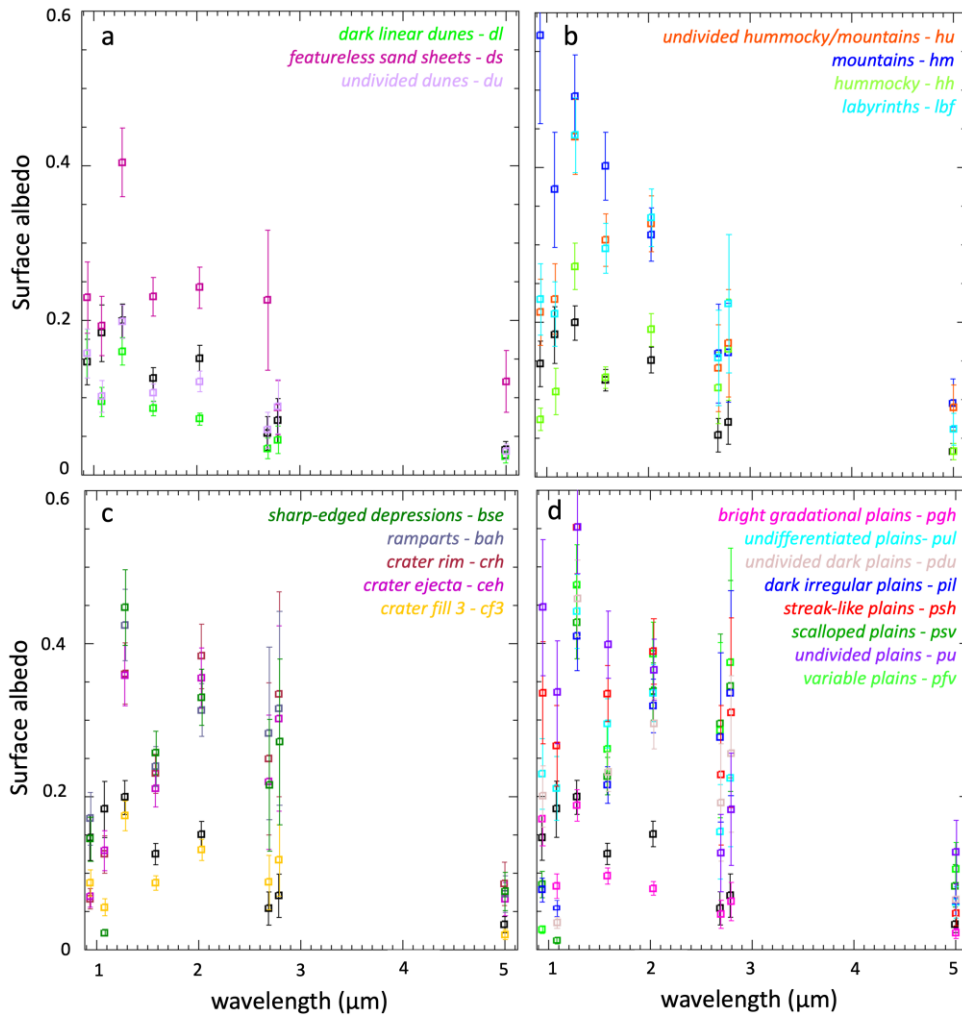 a
dark linear dunes - dl
featureless sand sheets - ds
undivided dunes - du
b
undivided hummocky/mountains - hu
mountains - hm
hummocky - hh
labyrinths - lbf
0.6
0.4
0.2
0
Surface albedo
c
sharp-edged depressions - bse
ramparts - bah
crater rim - crh
crater ejecta - ceh
crater fill 3 - cf3
d
bright gradational plains - pgh
undifferentiated plains - pul
undivided dark plains - pdu
dark irregular plains - pil
streak-like plains - psh
scalloped plains - psv
undivided plains - pu
variable plains - pfv
0.6
0.4
0.2
0
Surface albedo
1 2 3 4 5
1 2 3 4 5
wavelength (μm)
wavelength (μm)